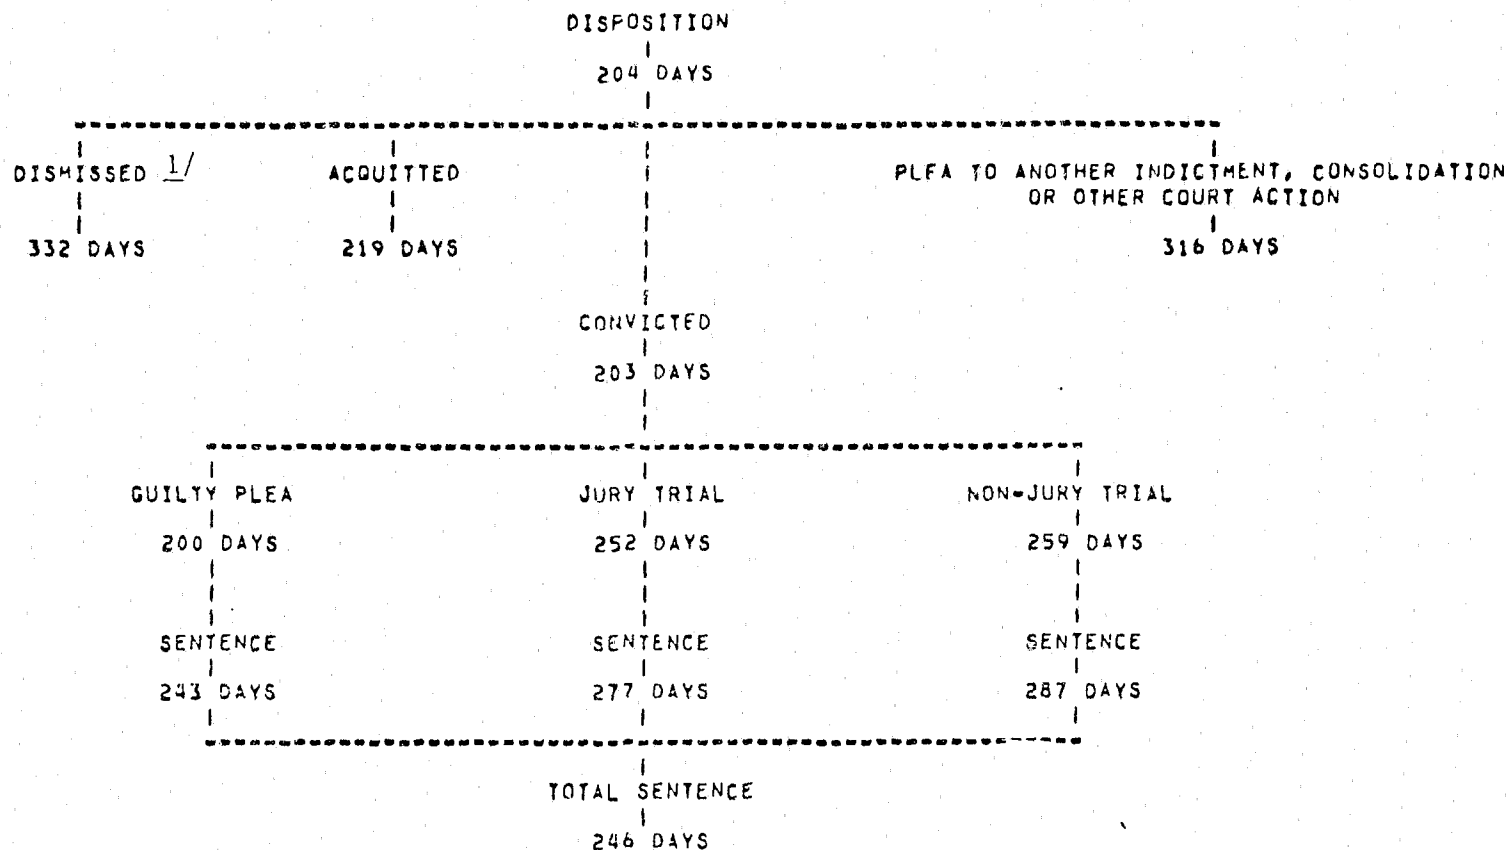 DISPOSITION
204 DAYS
DISMISSED 1/ ACQUITTED PLEA TO ANOTHER INDICTMENT, CONSOLIDATION
OR OTHER COURT ACTION
332 DAYS 219 DAYS 316 DAYS
CONVICTED
203 DAYS
GUILTY PLEA JURY TRIAL NON-JURY TRIAL
200 DAYS 252 DAYS 259 DAYS
SENTENCE SENTENCE SENTENCE
243 DAYS 277 DAYS 287 DAYS
TOTAL SENTENCE
246 DAYS